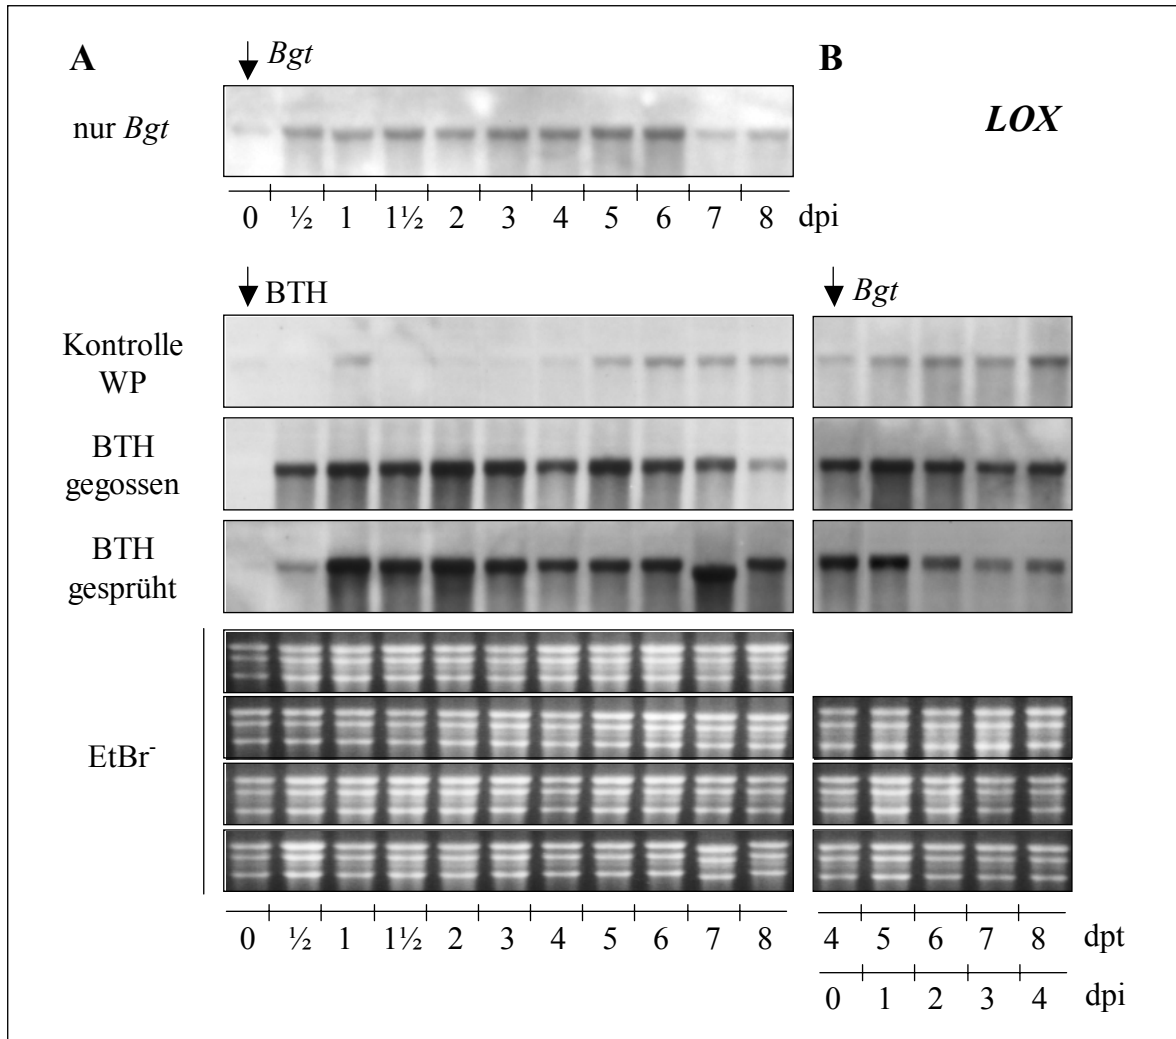 A
Bgt
B
nur Bgt
LOX
0 ½ 1 1½ 2 3 4 5 6 7 8 dpi
BTH
Bgt
Kontrolle
WP
BTH
gegossen
BTH
gesprüht
EtBr-
0 ½ 1 1½ 2 3 4 5 6 7 8 4 5 6 7 8 dpt
0 1 2 3 4 dpi